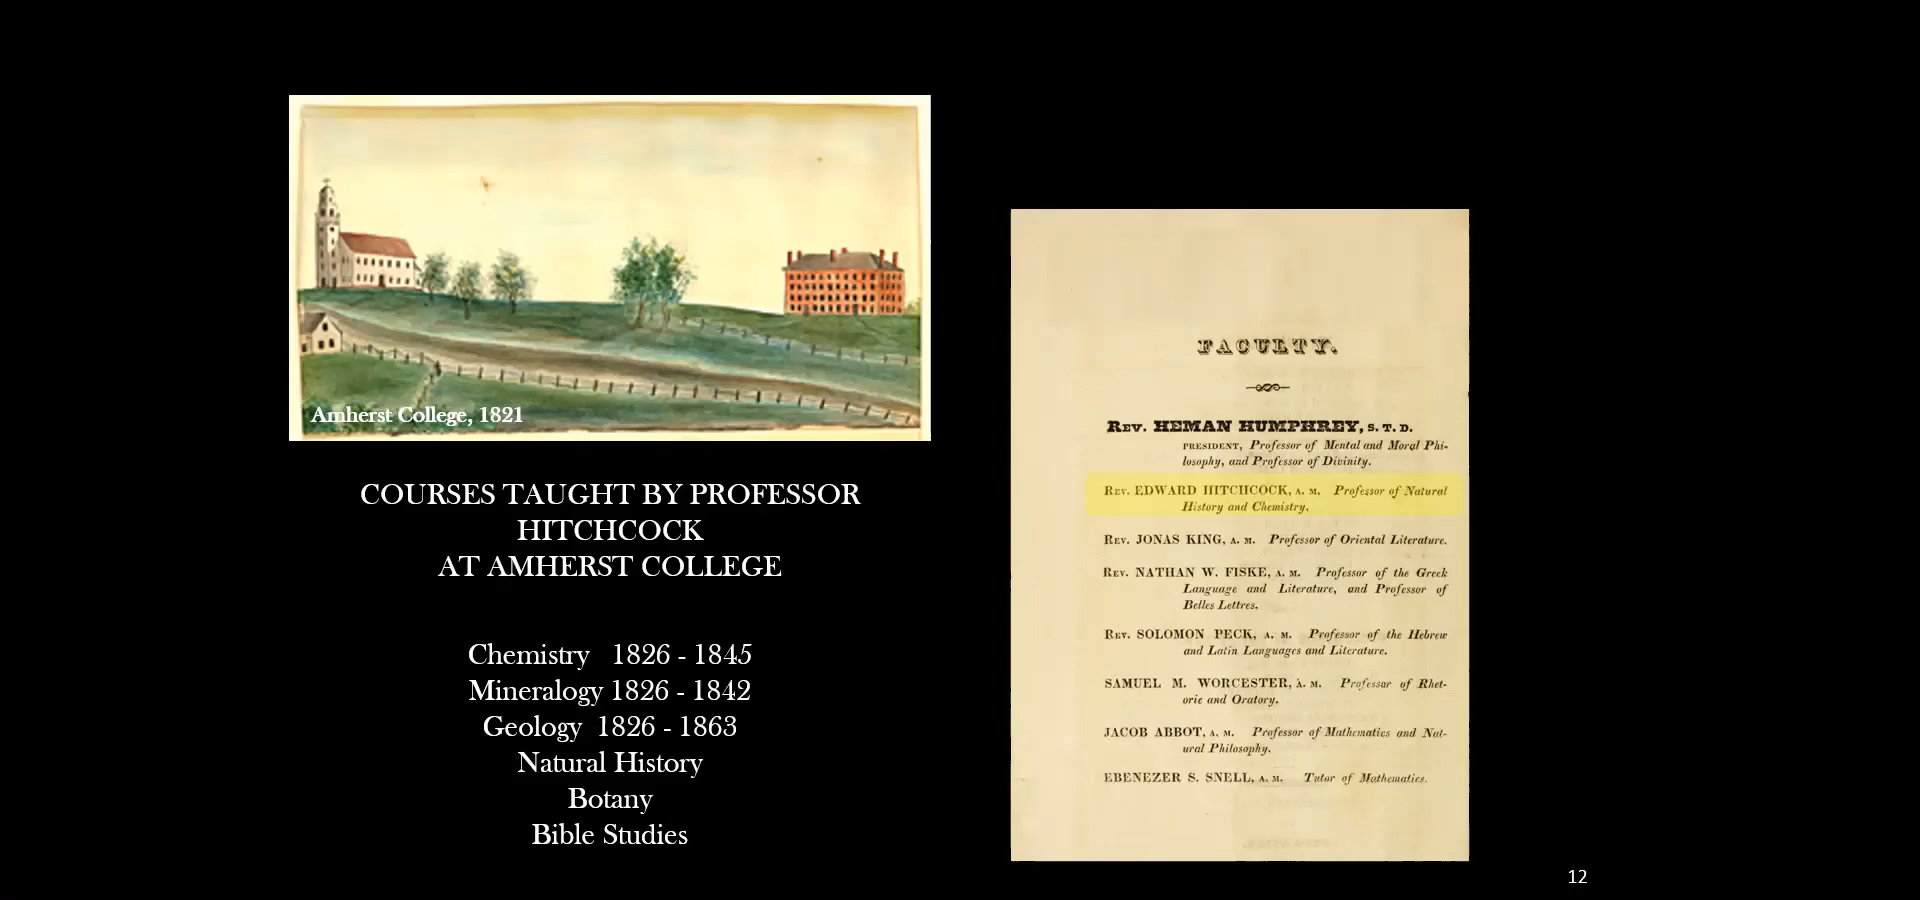 Amherst College, 1821
COURSES TAUGHT BY PROFESSOR
HITCHCOCK
AT AMHERST COLLEGE
Chemistry 1826 - 1845
Mineralogy 1826 - 1842
Geology 1826 - 1863
Natural History
Botany
Bible Studies
FACULTY.
REV. HEMAN HUMPHREY, S. T. D.
PRESIDENT, Professor of Mental and Moral Phi-
losophy, and Professor of Divinity.
REV. EDWARD HITCHCOCK, A. M. Professor of Natural
History and Chemistry.
REV. JONAS KING, A. M. Professor of Oriental Literature.
REV. NATHAN W. FISKE, A. M. Professor of the Greek
Language and Literature, and Professor of
Belles Lettres.
REV. SOLOMON PECK, A. M. Professor of the Hebrew
and Latin Languages and Literature.
SAMUEL M. WORCESTER, A. M. Professor of Rhet-
oric and Oratory.
JACOB ABBOT, A. M. Professor of Mathematics and Nat-
ural Philosophy.
EBENEZER S. SNELL, A. M. Tutor of Mathematics.
12